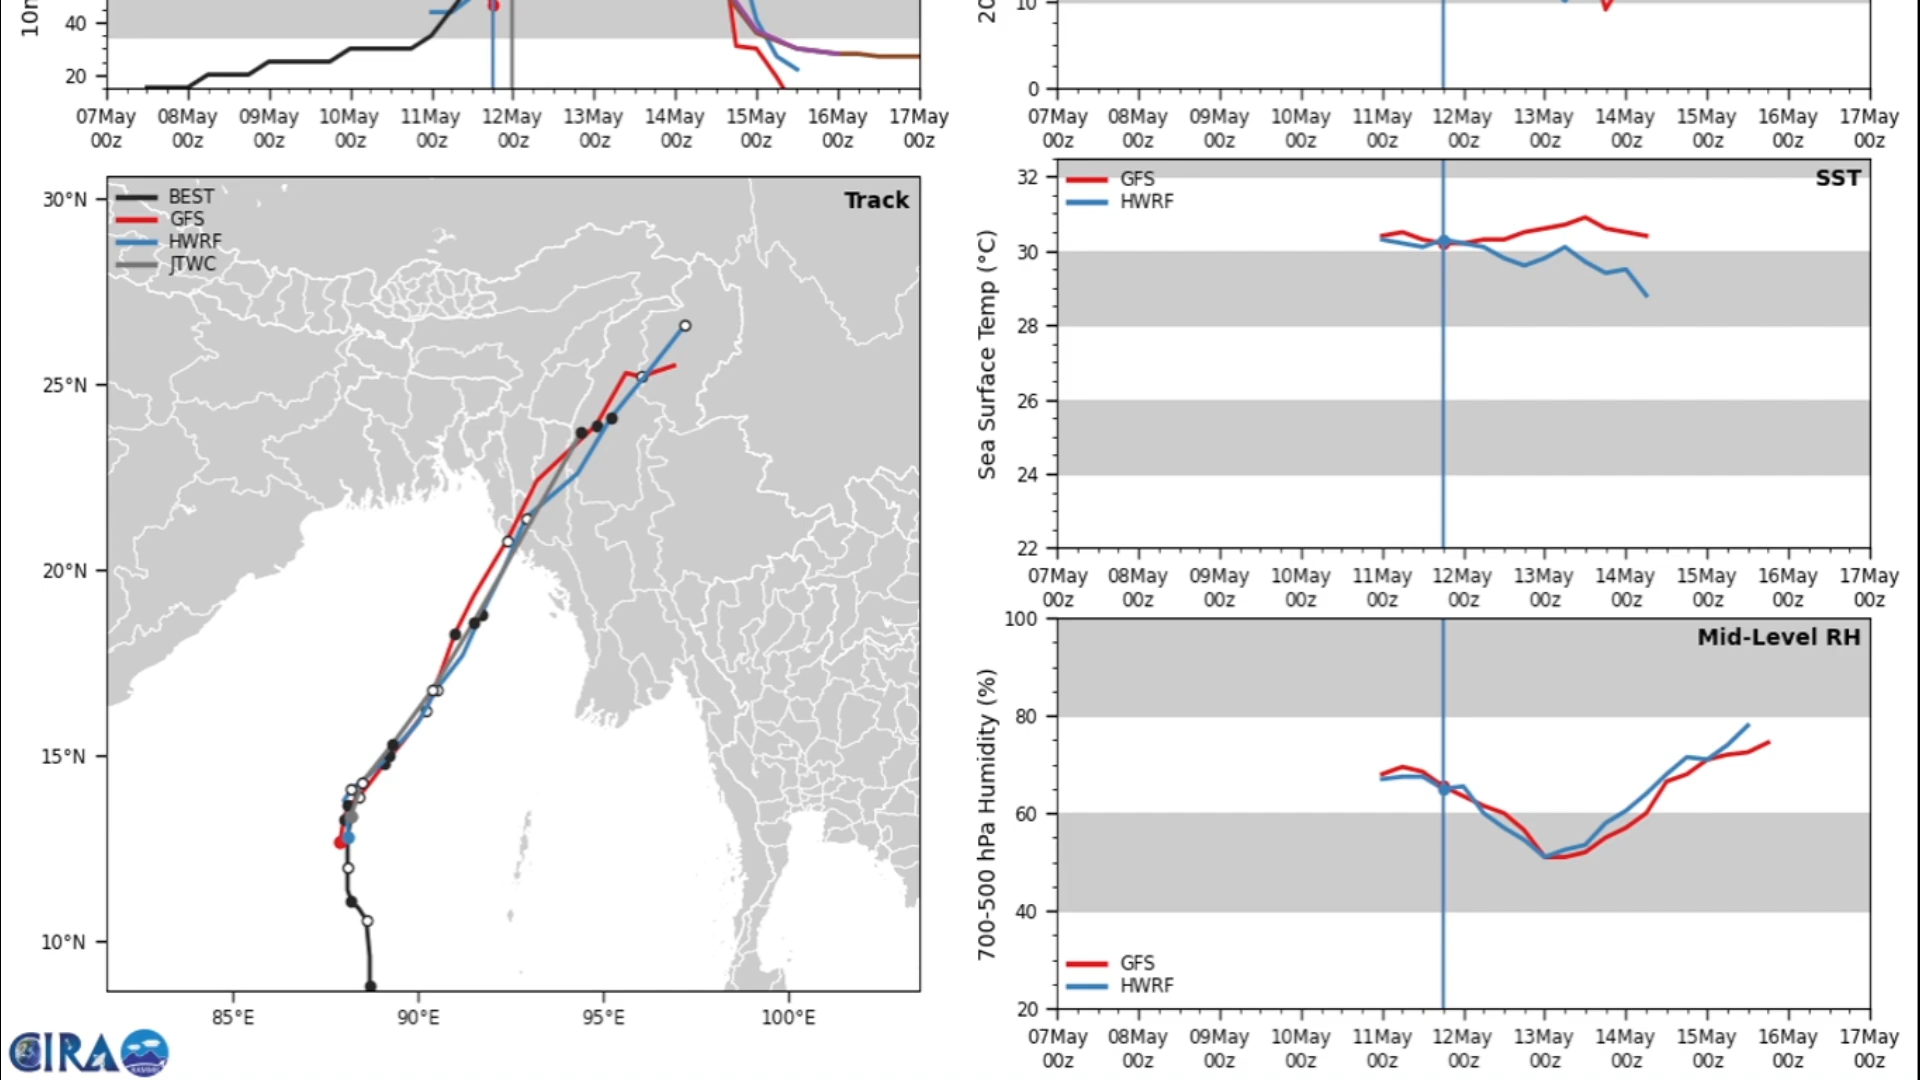 10m
40
20
07May 08May 09May 10May 11May 12May 13May 14May 15May 16May 17May
00z 00z 00z 00z 00z 00z 00z 00z 00z 00z 00z
20
10
0
07May 08May 09May 10May 11May 12May 13May 14May 15May 16May 17May
00z 00z 00z 00z 00z 00z 00z 00z 00z 00z 00z
Track
BEST
GFS
HWRF
JTWC
30°N
25°N
20°N
15°N
10°N
85°E 90°E 95°E 100°E
SST
GFS
HWRF
Sea Surface Temp (°C)
32
30
28
26
24
22
07May 08May 09May 10May 11May 12May 13May 14May 15May 16May 17May
00z 00z 00z 00z 00z 00z 00z 00z 00z 00z 00z
Mid-Level RH
700-500 hPa Humidity (%)
100
80
60
40
20
GFS
HWRF
07May 08May 09May 10May 11May 12May 13May 14May 15May 16May 17May
00z 00z 00z 00z 00z 00z 00z 00z 00z 00z 00z
CIRA